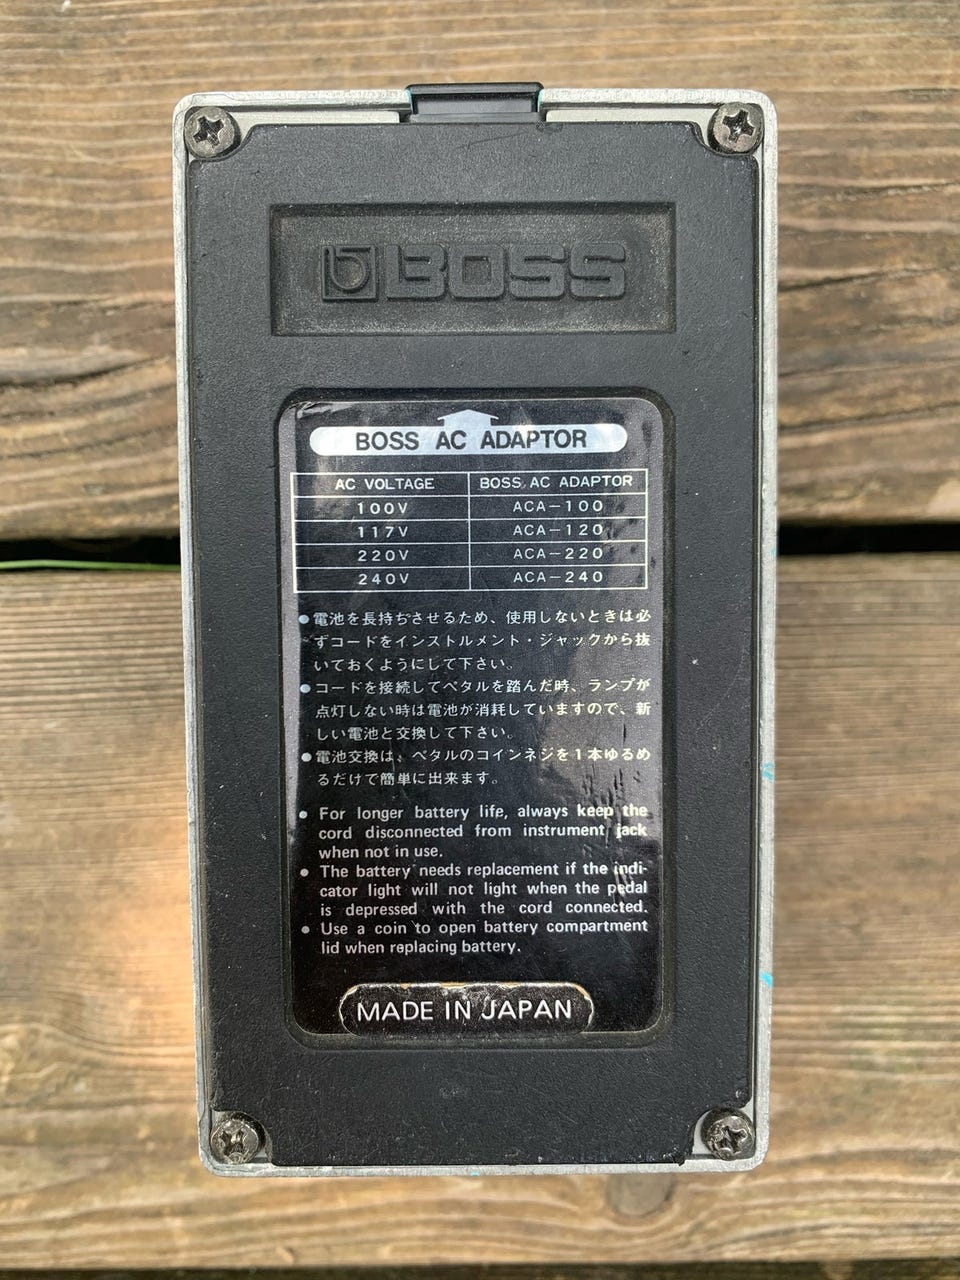 BOSS
BOSS AC ADAPTOR
AC VOLTAGE BOSS AC ADAPTOR
100V ACA-100
117V ACA-120
220V ACA-220
240V ACA-240
●電池を長持ちさせるため、使用しないときは必
ずコードをインストルメント・ジャックから抜
いておくようにして下さい。
●コードを接続してペタルを踏んだ時、ランプが
点灯しない時は電池が消耗していますので、新
しい電池と交換して下さい。
●電池交換は、ペタルのコインネジを1本ゆるめ
るだけで簡単に出来ます。
● For longer battery life, always keep the
cord disconnected from instrument jack
when not in use.
● The battery needs replacement if the indi-
cator light will not light when the pedal
is depressed with the cord connected.
● Use a coin to open battery compartment
lid when replacing battery.
MADE IN JAPAN